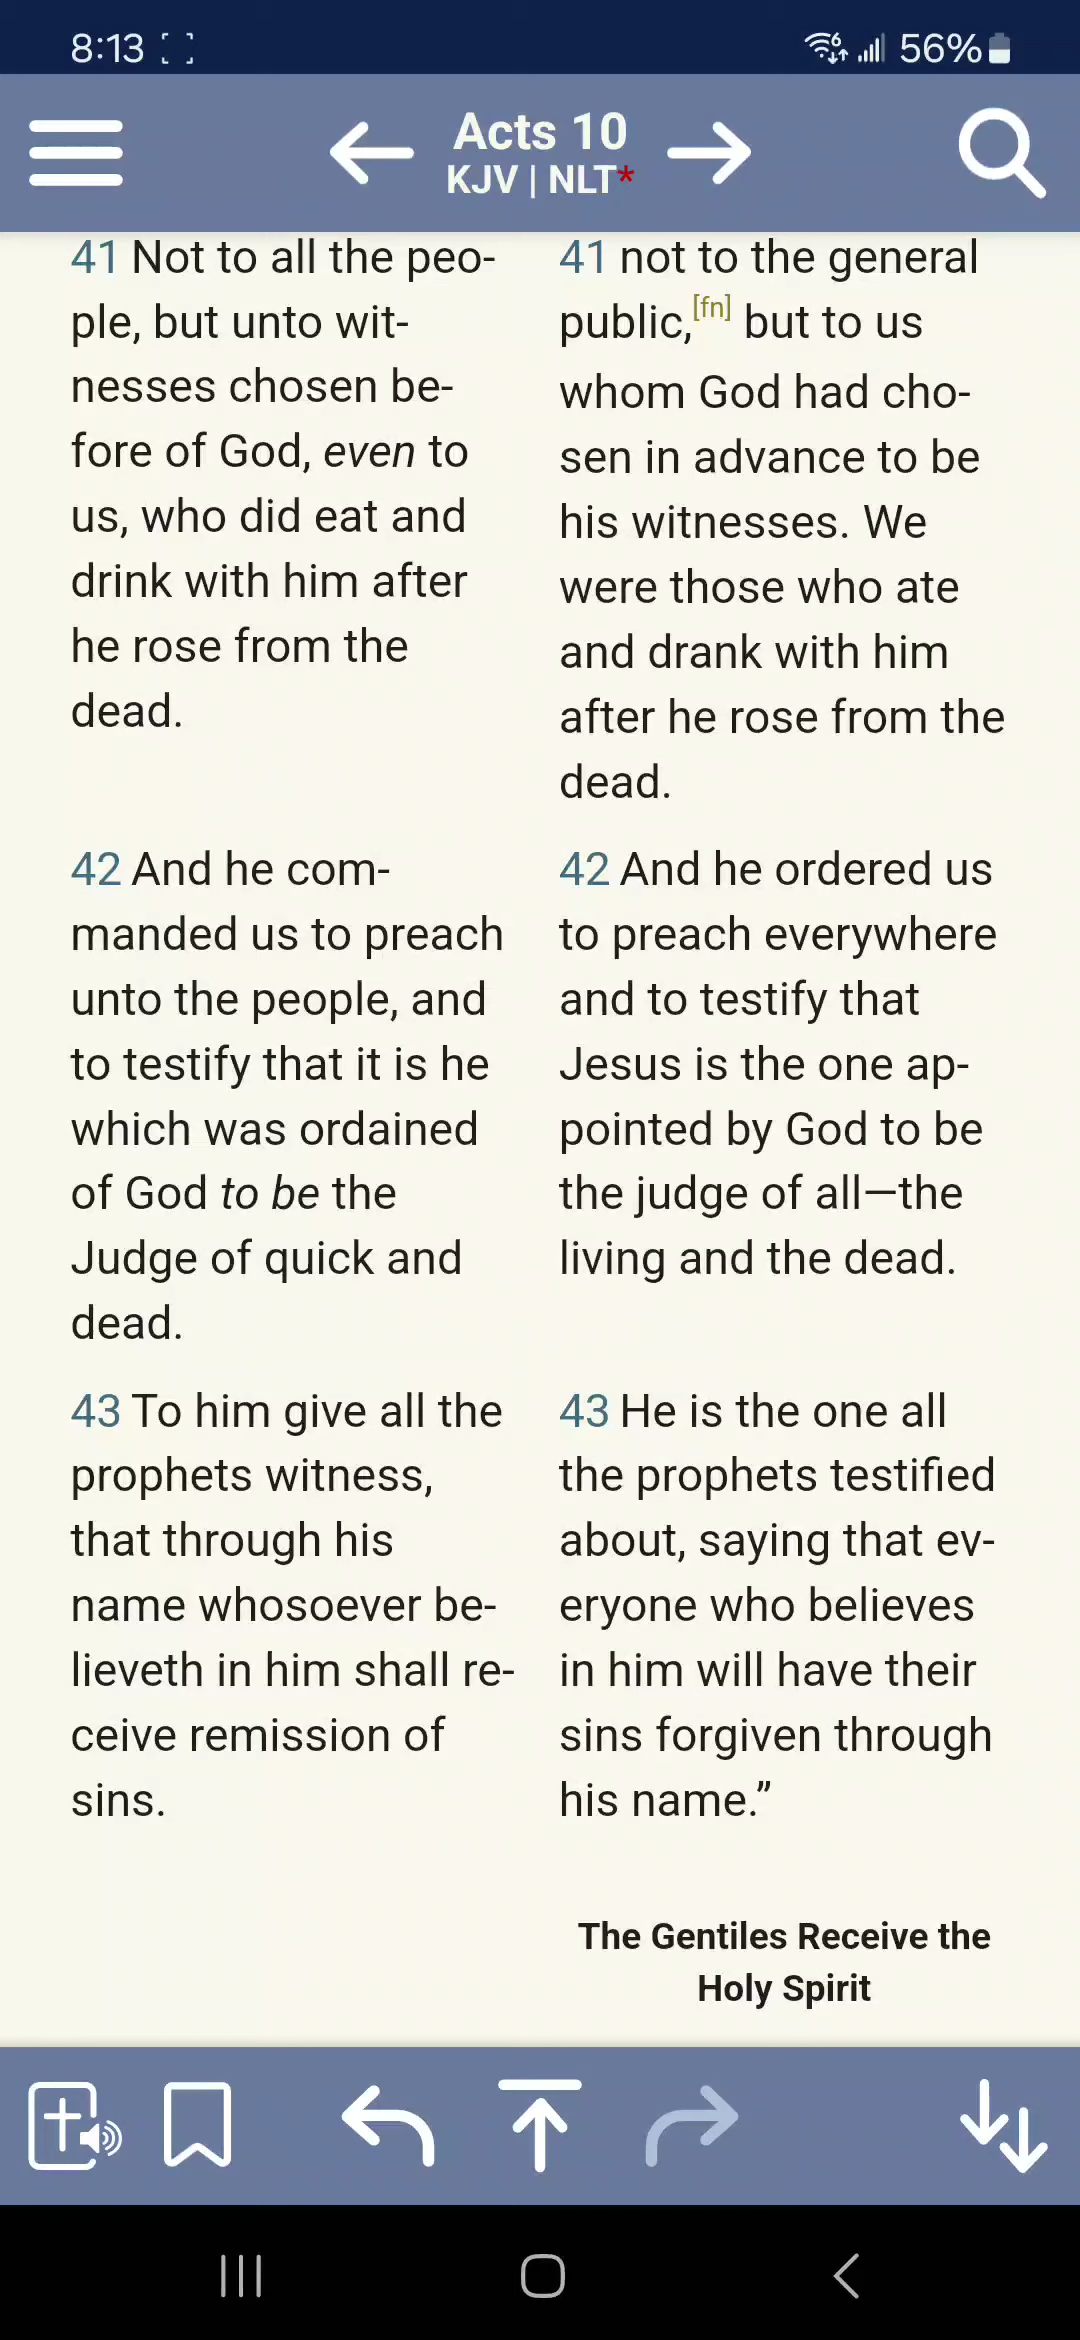 8:13
6
56%
Acts 10
KJV | NLT*
41 Not to all the peo-
ple, but unto wit-
nesses chosen be-
fore of God, even to
us, who did eat and
drink with him after
he rose from the
dead.
41 not to the general
public,[fn] but to us
whom God had cho-
sen in advance to be
his witnesses. We
were those who ate
and drank with him
after he rose from the
dead.
42 And he com-
manded us to preach
unto the people, and
to testify that it is he
which was ordained
of God to be the
Judge of quick and
dead.
42 And he ordered us
to preach everywhere
and to testify that
Jesus is the one ap-
pointed by God to be
the judge of all—the
living and the dead.
43 To him give all the
prophets witness,
that through his
name whosoever be-
lieveth in him shall re-
ceive remission of
sins.
43 He is the one all
the prophets testified
about, saying that ev-
eryone who believes
in him will have their
sins forgiven through
his name.”
The Gentiles Receive the
Holy Spirit